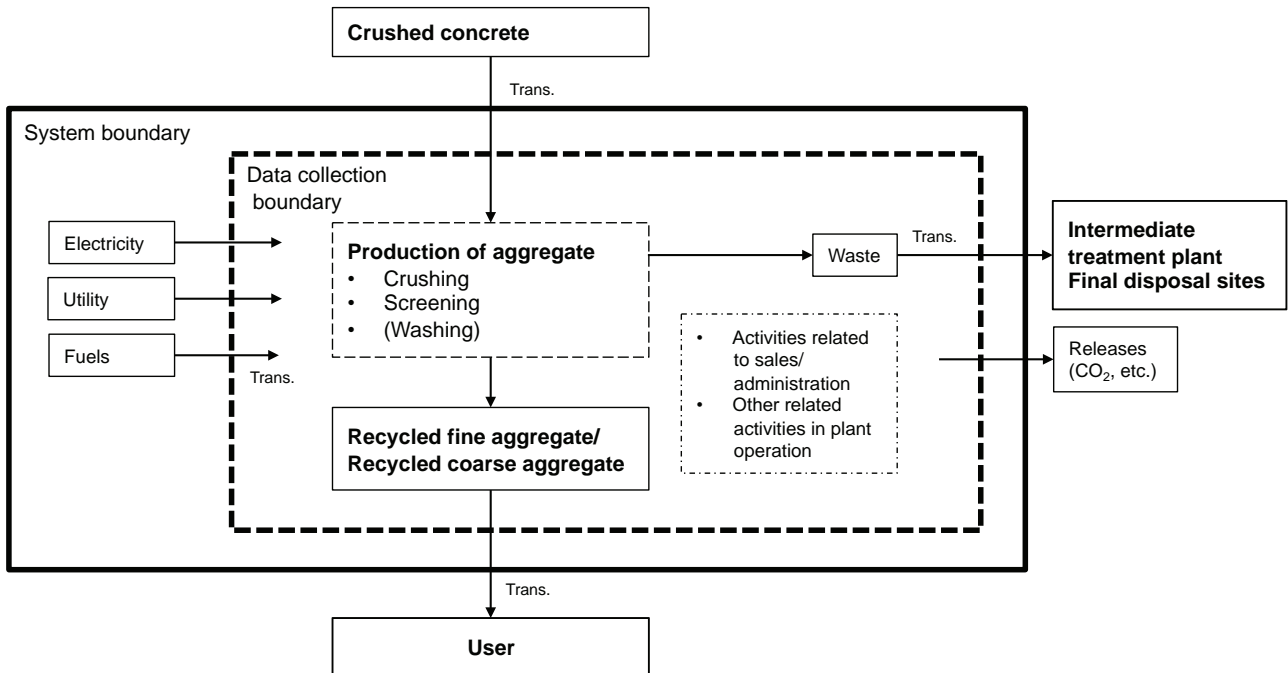 Crushed concrete
Trans.
System boundary
Data collection
boundary
Electricity
Utility
Fuels
Trans.
Production of aggregate
• Crushing
• Screening
• (Washing)
Waste
Trans.
Intermediate
treatment plant
Final disposal sites
• Activities related
to sales/
administration
• Other related
activities in plant
operation
Releases
(CO₂, etc.)
Recycled fine aggregate/
Recycled coarse aggregate
Trans.
User